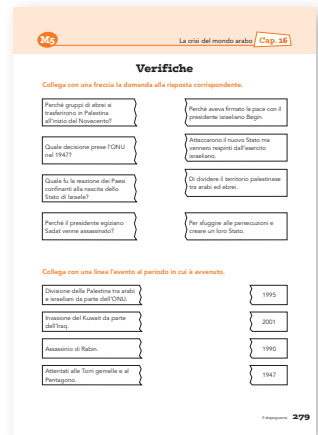 M5
La crisi del mondo arabo Cap. 16
Verifiche
Collega con una freccia la domanda alla risposta corrispondente.
Perché gruppi di ebrei si
trasferirono in Palestina
all'inizio del Novecento?
Perché aveva firmato la pace con il
presidente israeliano Begin.
Quale decisione prese l'ONU
nel 1947?
Attaccarono il nuovo Stato ma
vennero respinti dall'esercito
israeliano.
Quale fu la reazione dei Paesi
confinanti alla nascita dello
Stato di Israele?
Di dividere il territorio palestinese
tra arabi ed ebrei.
Perché il presidente egiziano
Sadat venne assassinato?
Per sfuggire alle persecuzioni e
creare un loro Stato.
Collega con una linea l'evento al periodo in cui è avvenuto.
Divisione della Palestina tra arabi
e israeliani da parte dell'ONU.
1995
Invasione del Kuwait da parte
dell'Iraq.
2001
Assassinio di Rabin.
1990
Attentati alle Torri gemelle e al
Pentagono.
1947
279